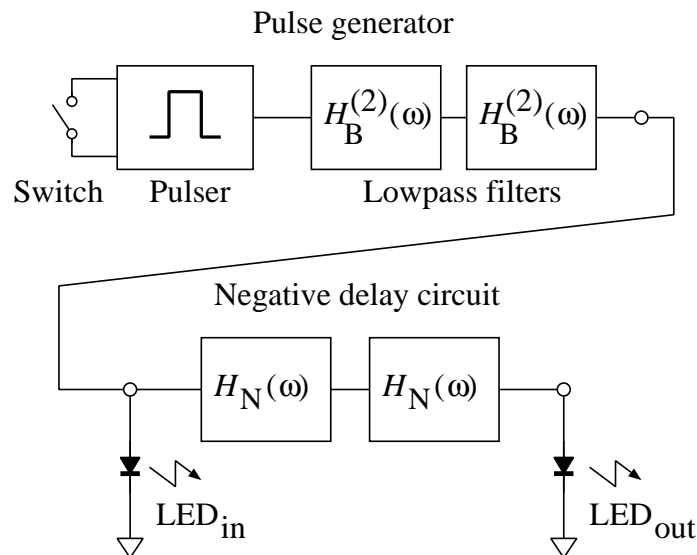 Pulse generator
H_B^(2)(ω) H_B^(2)(ω)
Switch Pulser Lowpass filters
Negative delay circuit
H_N(ω) H_N(ω)
LED_in LED_out